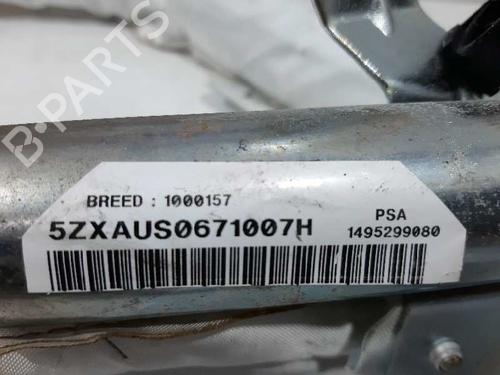 B-PARTS
BREED : 1000157
5ZXAUS0671007H
PSA
1495299080